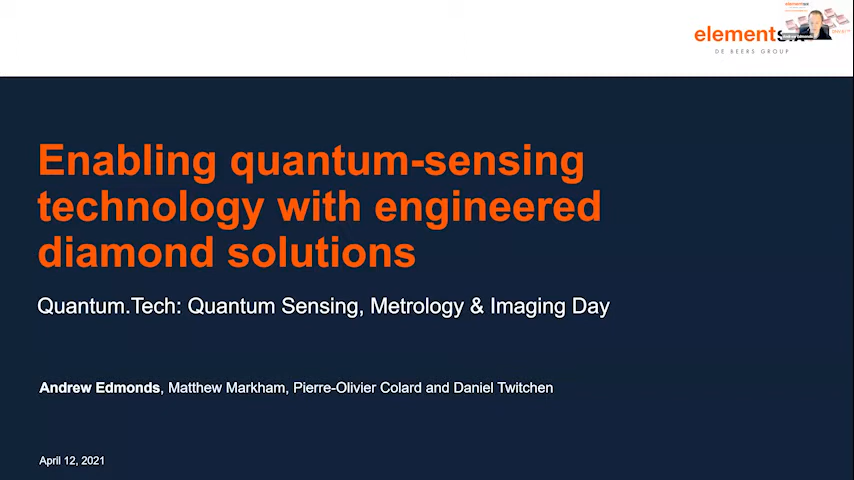 elementsix
DE BEERS GROUP
Enabling quantum-sensing
technology with engineered
diamond solutions
Quantum.Tech: Quantum Sensing, Metrology & Imaging Day
Andrew Edmonds, Matthew Markham, Pierre-Olivier Colard and Daniel Twitchen
April 12, 2021